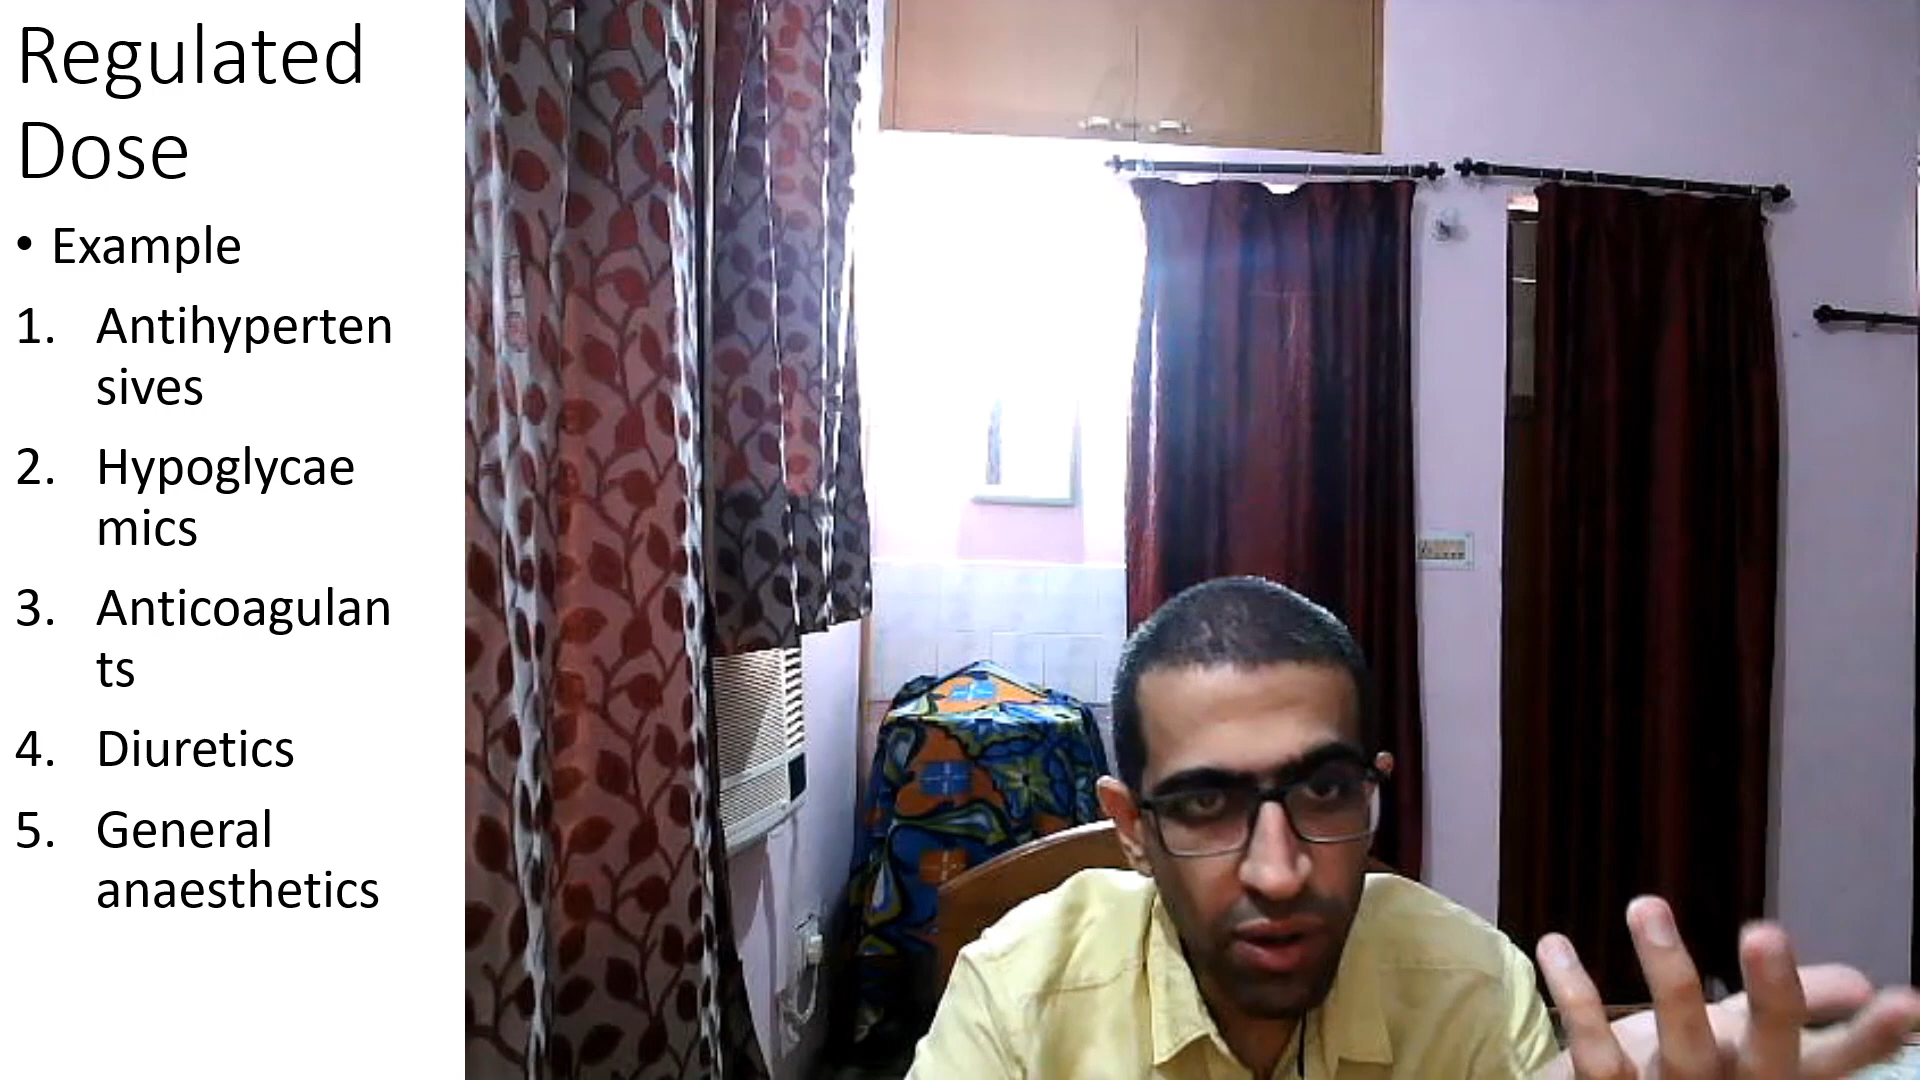 Regulated
Dose
• Example
1. Antihyperten
sives
2. Hypoglycae
mics
3. Anticoagulan
ts
4. Diuretics
5. General
anaesthetics